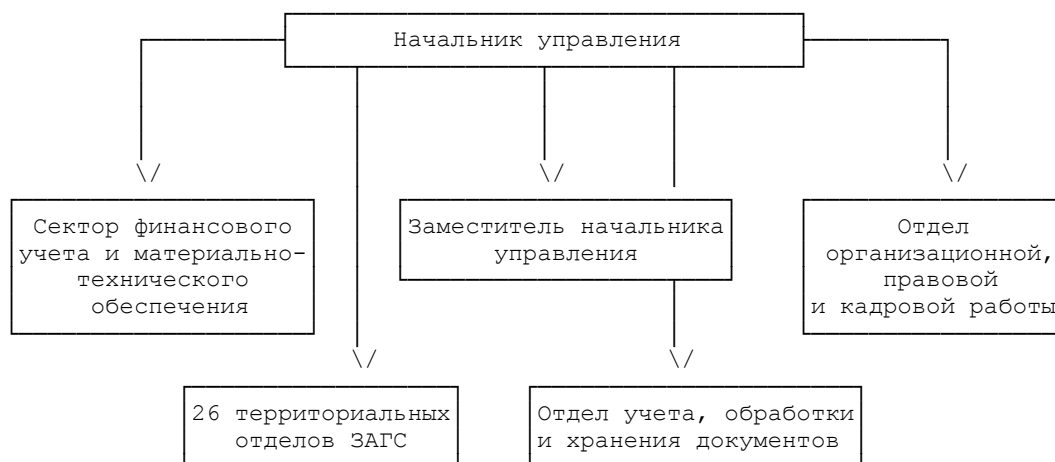 Начальник управления
Сектор финансового
учета и материально-
технического
обеспечения
Заместитель начальника
управления
Отдел
организационной,
правовой
и кадровой работы
26 территориальных
отделов ЗАГС
Отдел учета, обработки
и хранения документов